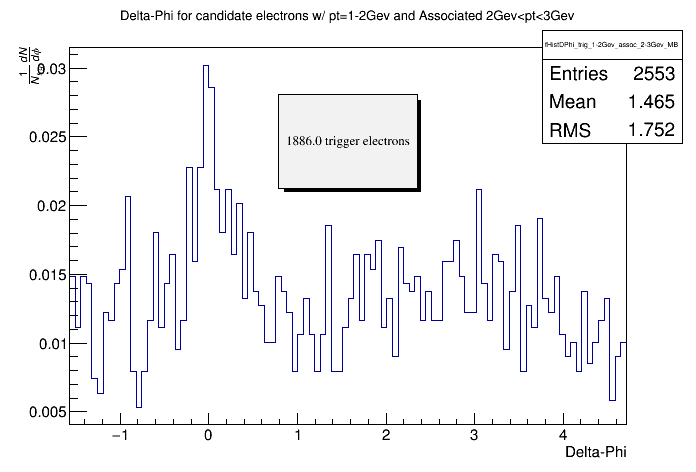 Delta-Phi for candidate electrons w/ pt=1-2Gev and Associated 2Gev<pt<3Gev
fHistDPhi_trig_1-2Gev_assoc_2-3Gev_MB
Entries 2553
Mean 1.465
RMS 1.752
1886.0 trigger electrons
0.03
0.025
0.02
0.015
0.01
0.005
−1 0 1 2 3 4
Delta-Phi